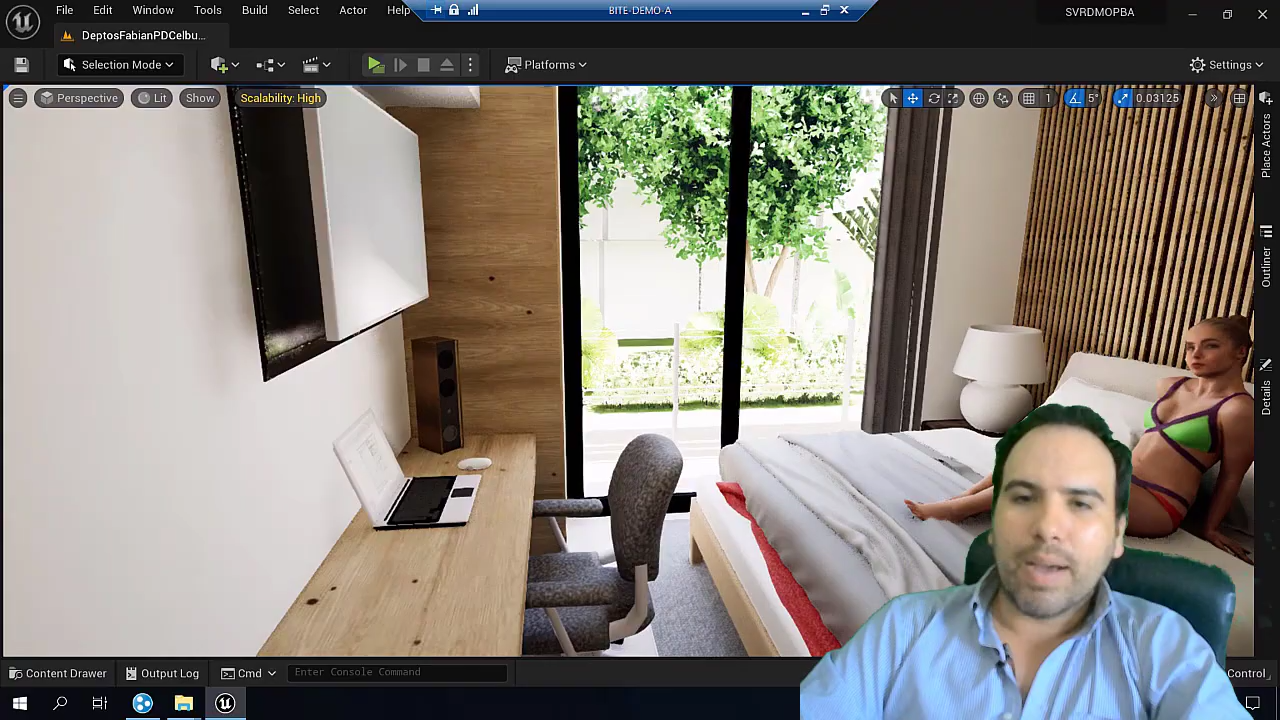 File Edit Window Tools Build Select Actor Help
BITE-DEMO-A
SVRDMOPBA
DeptosFabianPDCelbu...
Selection Mode
Platforms
Settings
Perspective Lit Show Scalability: High
1 5° 0.03125
Place Actors
Outliner
Details
Content Drawer Output Log Cmd Enter Console Command
Control